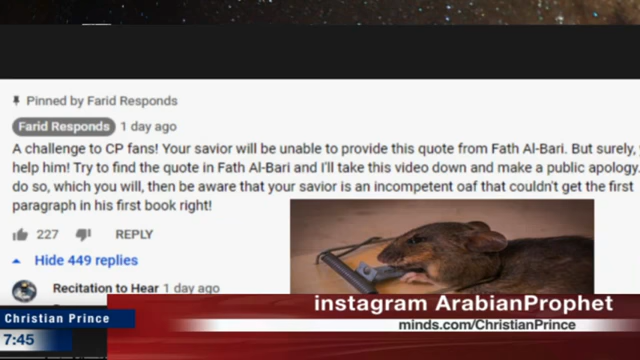 Pinned by Farid Responds
Farid Responds 1 day ago
A challenge to CP fans! Your savior will be unable to provide this quote from Fath Al-Bari. But surely,
help him! Try to find the quote in Fath Al-Bari and I'll take this video down and make a public apology.
do so, which you will, then be aware that your savior is an incompetent oaf that couldn't get the first
paragraph in his first book right!
227 REPLY
Hide 449 replies
Recitation to Hear 1 day ago
instagram ArabianProphet
Christian Prince
minds.com/ChristianPrince
7:45